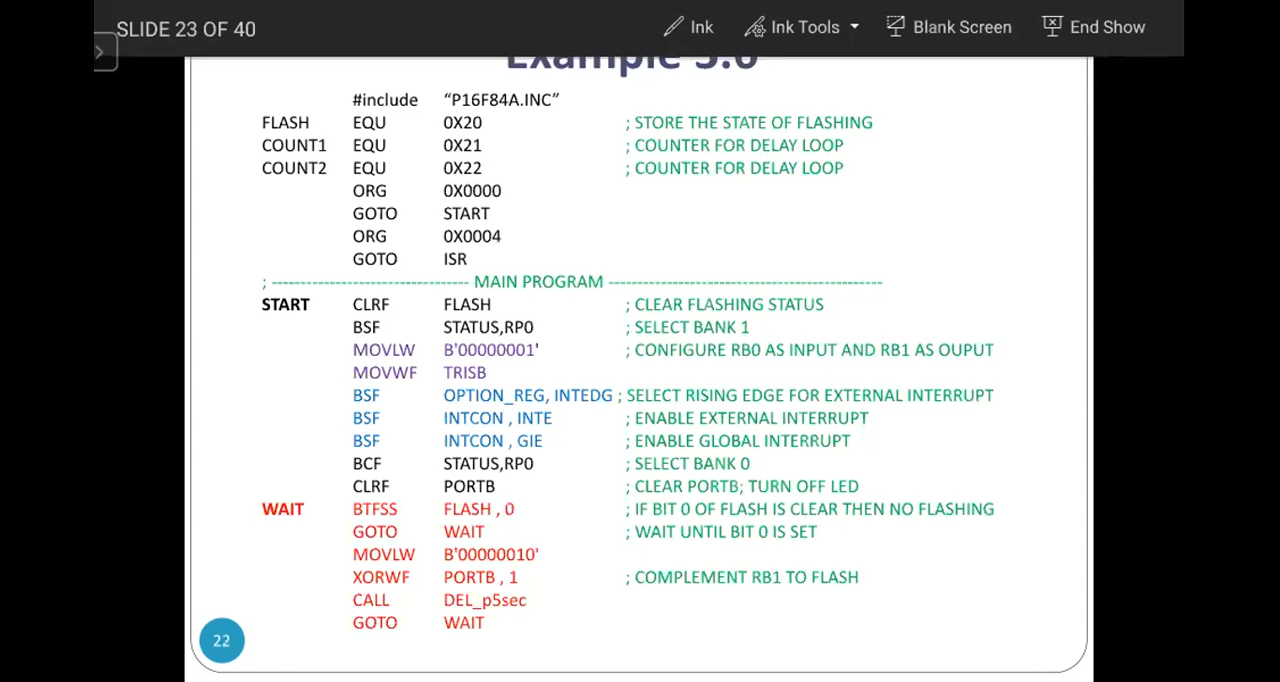 SLIDE 23 OF 40 Ink Ink Tools Blank Screen End Show
Example 5.6
#include “P16F84A.INC”
FLASH EQU 0X20 ; STORE THE STATE OF FLASHING
COUNT1 EQU 0X21 ; COUNTER FOR DELAY LOOP
COUNT2 EQU 0X22 ; COUNTER FOR DELAY LOOP
ORG 0X0000
GOTO START
ORG 0X0004
GOTO ISR
; --------------------------------- MAIN PROGRAM ----------------------------------------------
START CLRF FLASH ; CLEAR FLASHING STATUS
BSF STATUS,RP0 ; SELECT BANK 1
MOVLW B'00000001' ; CONFIGURE RB0 AS INPUT AND RB1 AS OUPUT
MOVWF TRISB
BSF OPTION_REG, INTEDG ; SELECT RISING EDGE FOR EXTERNAL INTERRUPT
BSF INTCON , INTE ; ENABLE EXTERNAL INTERRUPT
BSF INTCON , GIE ; ENABLE GLOBAL INTERRUPT
BCF STATUS,RP0 ; SELECT BANK 0
CLRF PORTB ; CLEAR PORTB; TURN OFF LED
WAIT BTFSS FLASH , 0 ; IF BIT 0 OF FLASH IS CLEAR THEN NO FLASHING
GOTO WAIT ; WAIT UNTIL BIT 0 IS SET
MOVLW B'00000010'
XORWF PORTB , 1 ; COMPLEMENT RB1 TO FLASH
CALL DEL_p5sec
GOTO WAIT
22